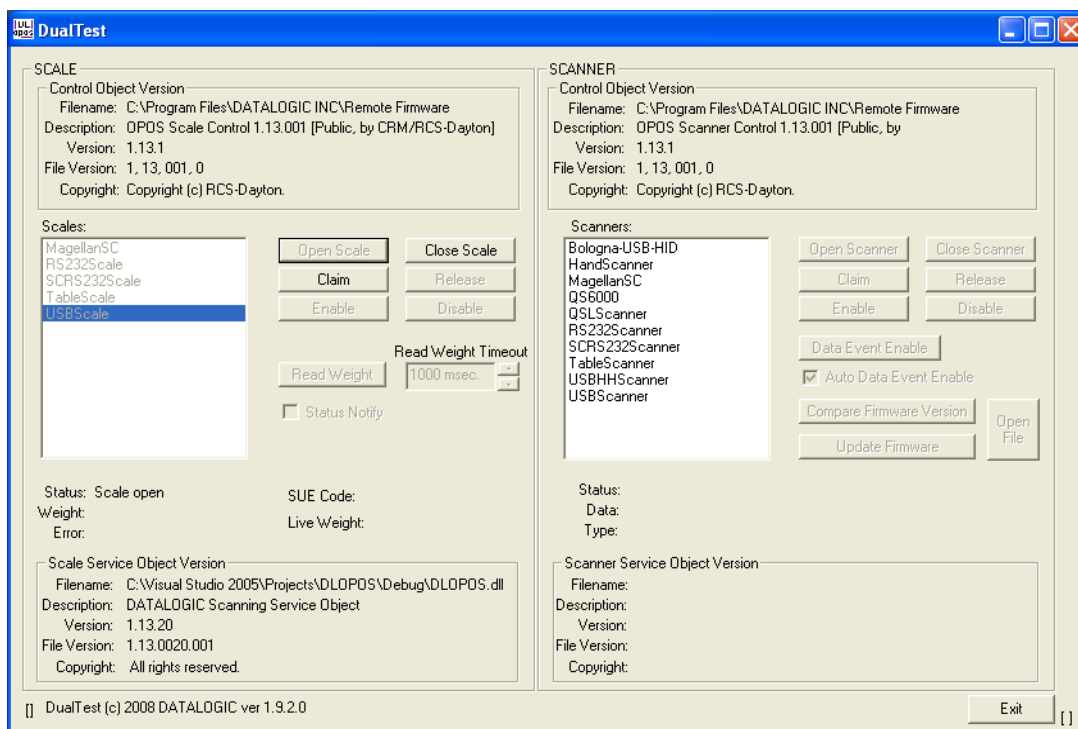 DualTest
SCALE
Control Object Version
Filename: C:\Program Files\DATALOGIC INC\Remote Firmware
Description: OPOS Scale Control 1.13.001 [Public, by CRM/RCS-Dayton]
Version: 1.13.1
File Version: 1, 13, 001, 0
Copyright: Copyright (c) RCS-Dayton.
Scales:
MagellanSC
RS232Scale
SCRS232Scale
TableScale
USBScale
Open Scale
Close Scale
Claim
Release
Enable
Disable
Read Weight Timeout
Read Weight
1000 msec.
Status Notify
Status: Scale open
Weight:
Error:
SUE Code:
Live Weight:
Scale Service Object Version
Filename: C:\Visual Studio 2005\Projects\DLOPOS\Debug\DLOPOS.dll
Description: DATALOGIC Scanning Service Object
Version: 1.13.20
File Version: 1.13.0020.001
Copyright: All rights reserved.
SCANNER
Control Object Version
Filename: C:\Program Files\DATALOGIC INC\Remote Firmware
Description: OPOS Scanner Control 1.13.001 [Public, by
Version: 1.13.1
File Version: 1, 13, 001, 0
Copyright: Copyright (c) RCS-Dayton.
Scanners:
Bologna-USB-HID
HandScanner
MagellanSC
QS6000
QSLScanner
RS232Scanner
SCRS232Scanner
TableScanner
USBHHScanner
USBScanner
Open Scanner
Close Scanner
Claim
Release
Enable
Disable
Data Event Enable
Auto Data Event Enable
Compare Firmware Version
Update Firmware
Open
File
Status:
Data:
Type:
Scanner Service Object Version
Filename:
Description:
Version:
File Version:
Copyright:
[] DualTest (c) 2008 DATALOGIC ver 1.9.2.0
Exit
[ ]